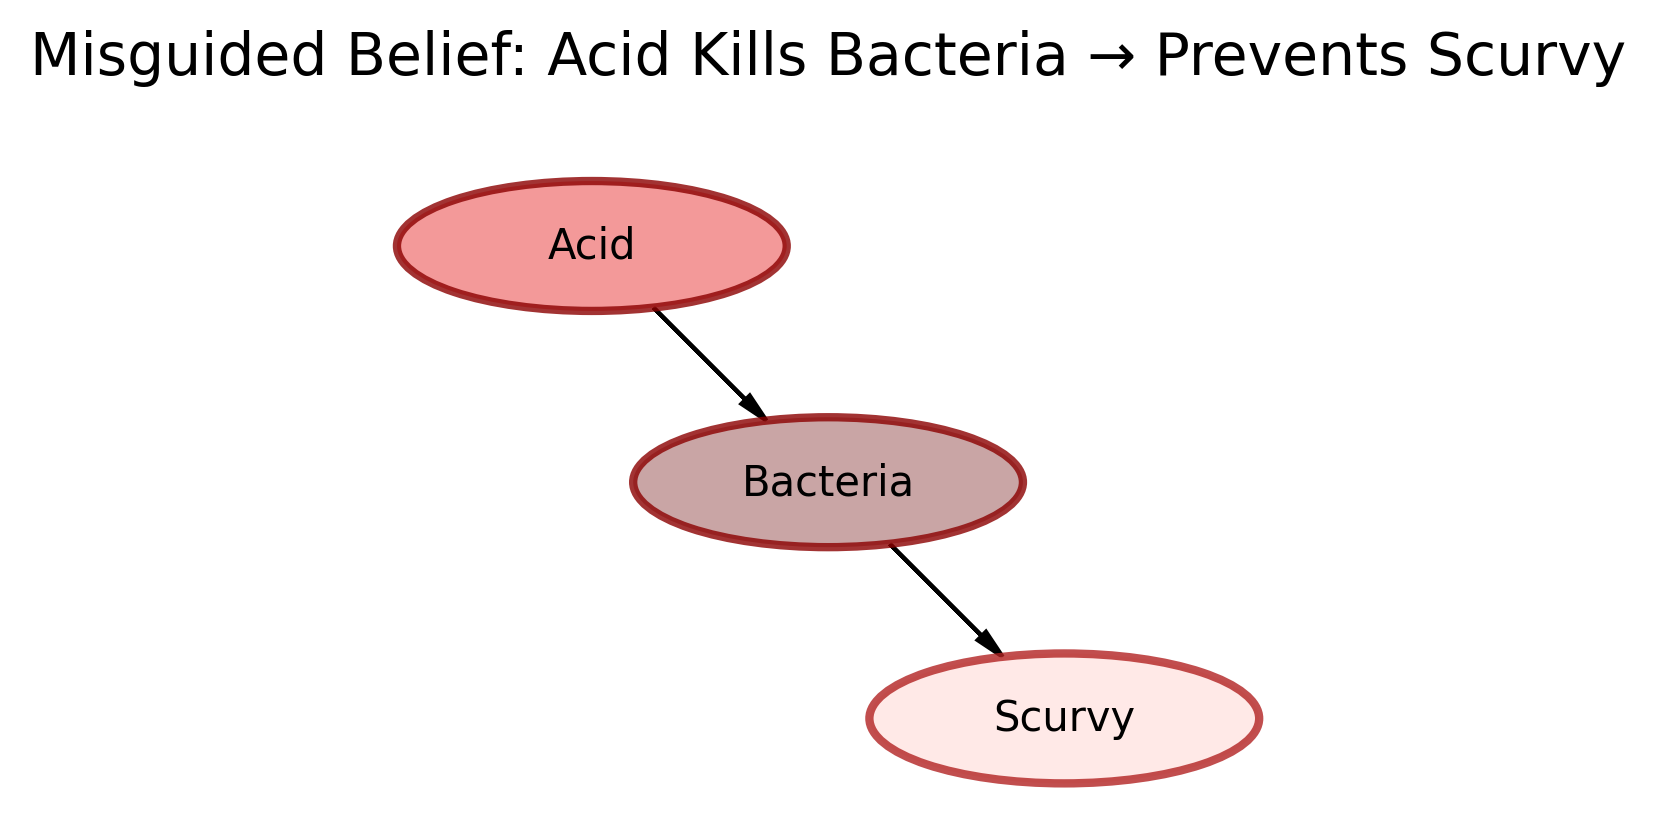 Misguided Belief: Acid Kills Bacteria → Prevents Scurvy
Acid
Bacteria
Scurvy